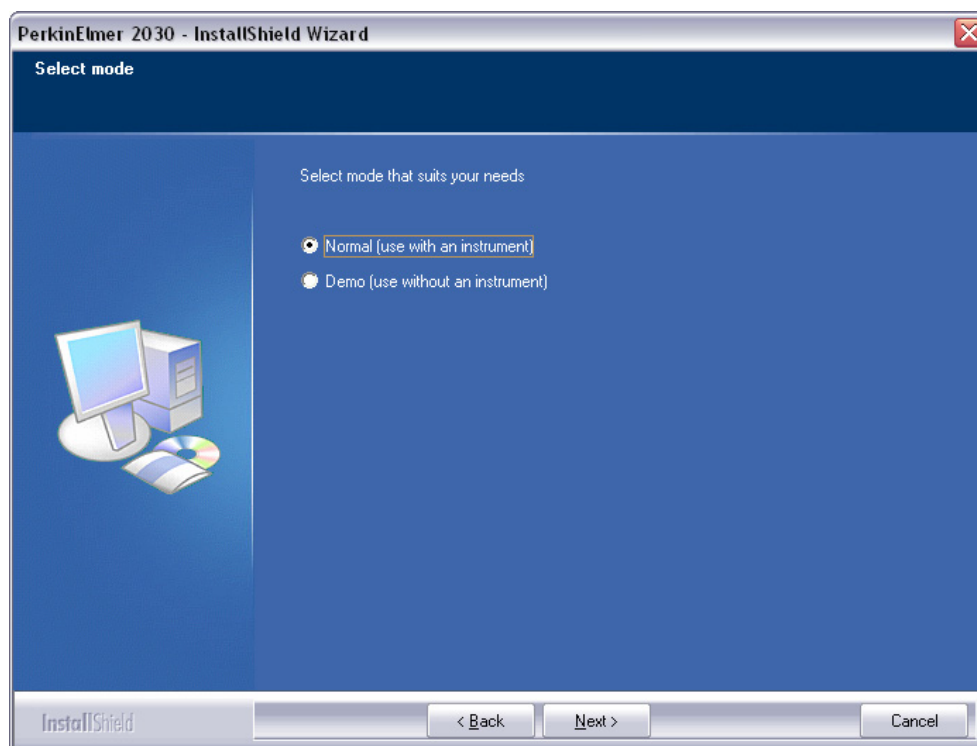 PerkinElmer 2030 - InstallShield Wizard
Select mode
Select mode that suits your needs
Normal (use with an instrument)
Demo (use without an instrument)
InstallShield
< Back
Next >
Cancel